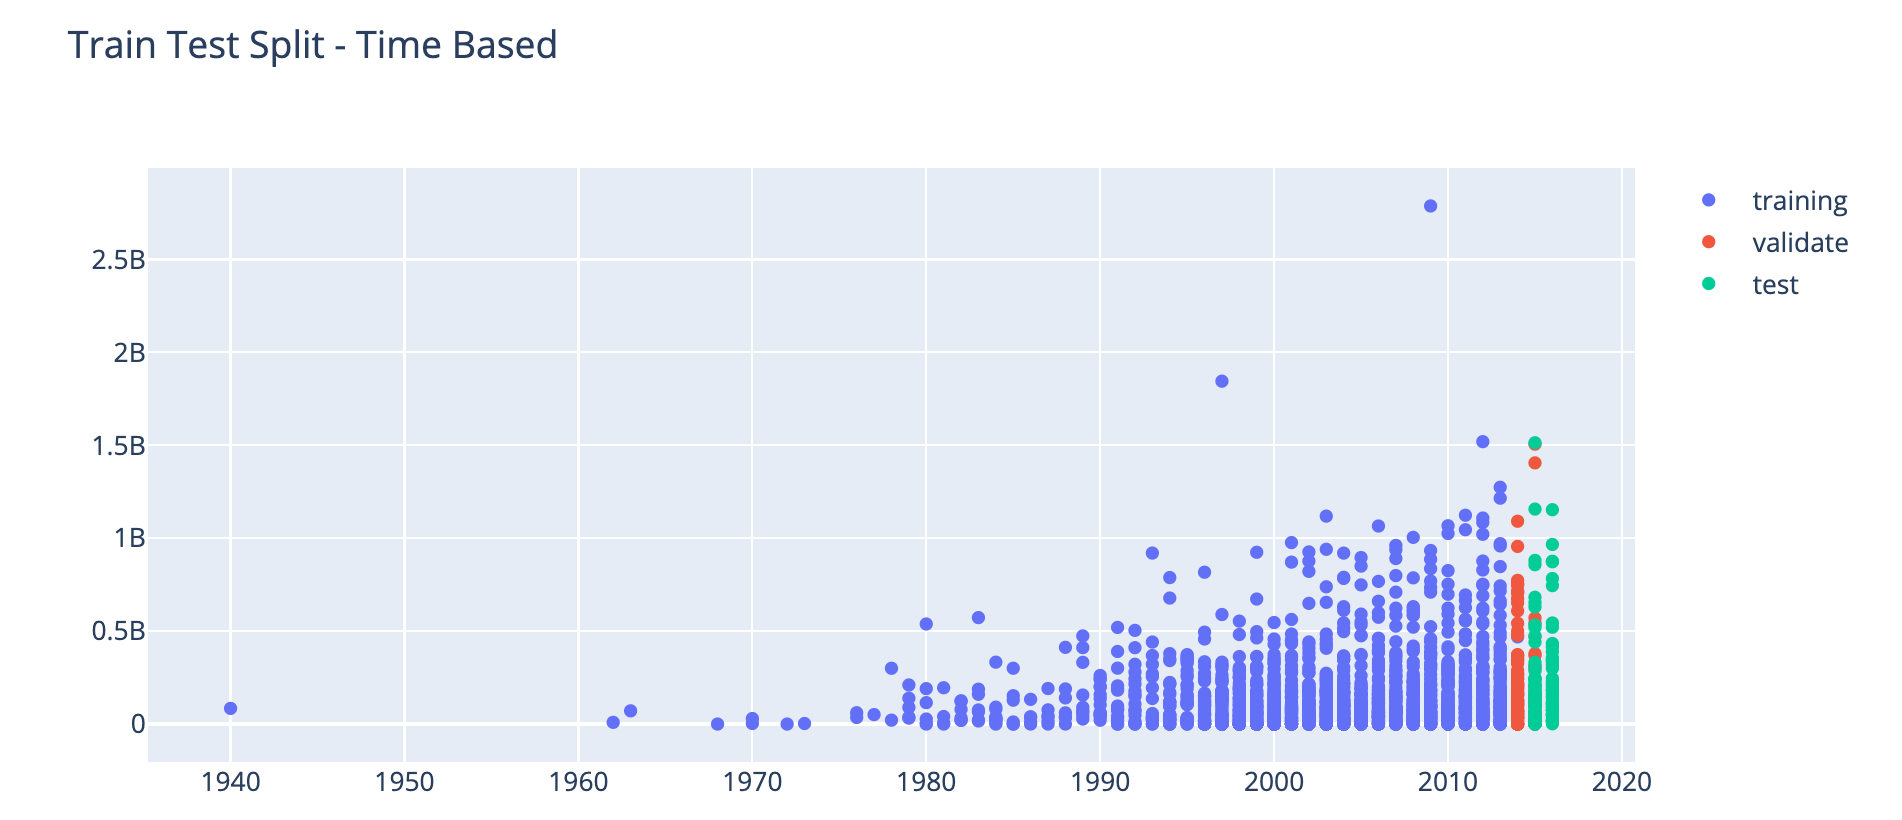 Train Test Split - Time Based
training
validate
test
2.5B
2B
1.5B
1B
0.5B
0
1940 1950 1960 1970 1980 1990 2000 2010 2020